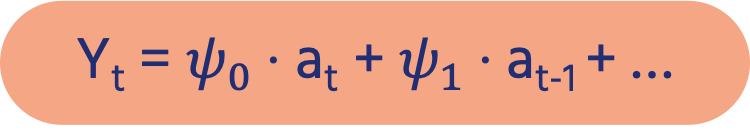 Yₜ = 𝜓₀ · aₜ + 𝜓₁ · aₜ₋₁ + ...